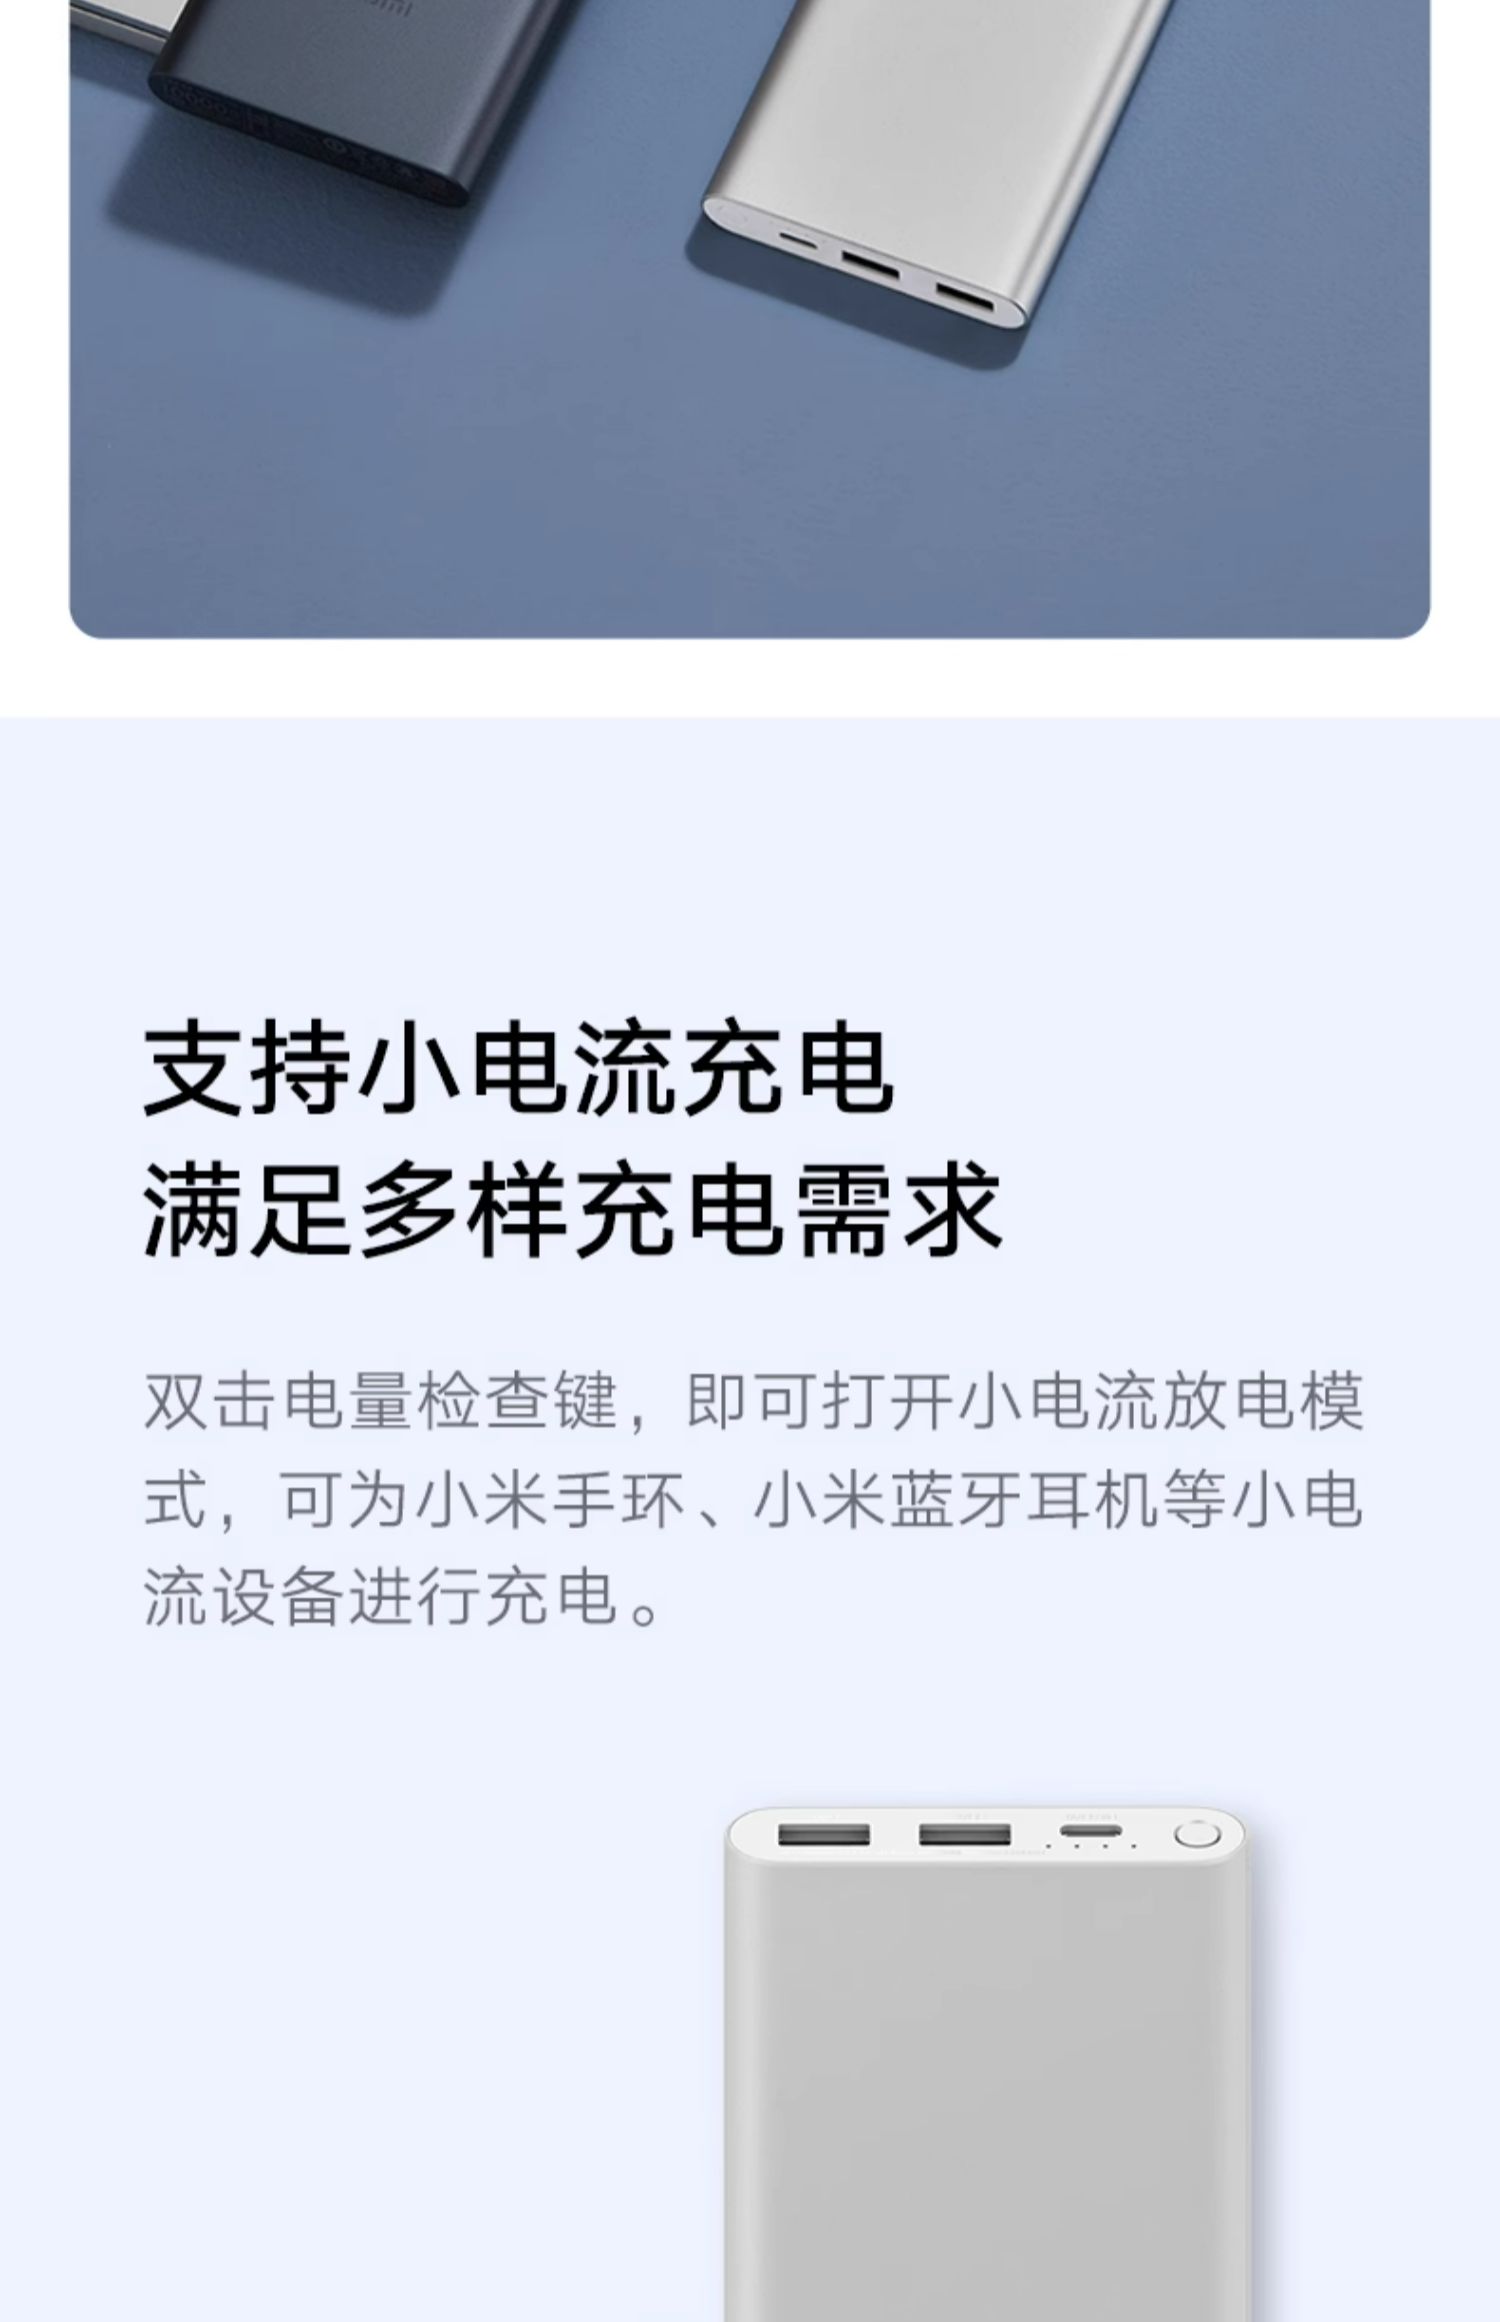 支持小电流充电
满足多样充电需求
双击电量检查键，即可打开小电流放电模
式，可为小米手环、小米蓝牙耳机等小电
流设备进行充电。